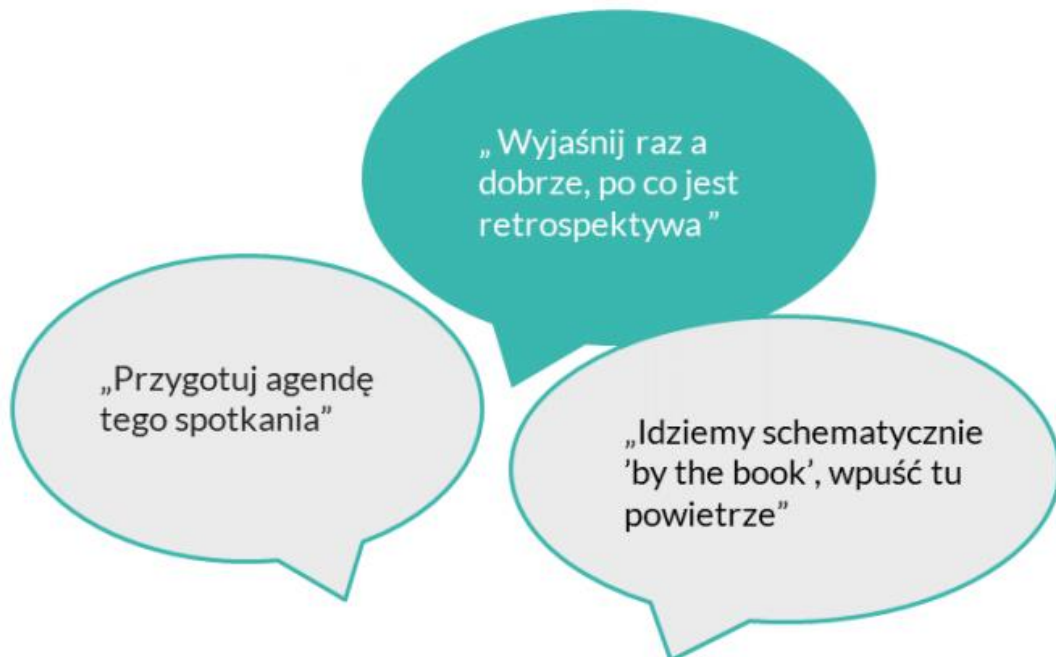 „ Wyjaśnij raz a
dobrze, po co jest
retrospektywa ”
„Przygotuj agendę
tego spotkania”
„Idziemy schematycznie
’by the book’, wpuść tu
powietrze”